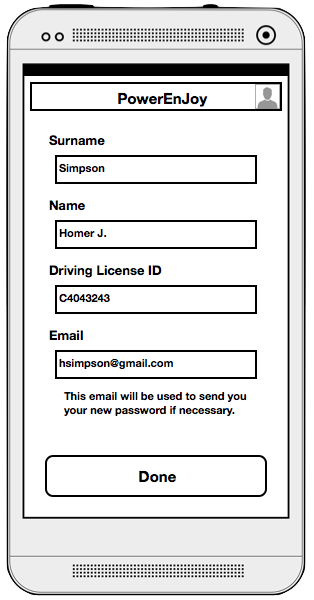 PowerEnJoy
Surname
Simpson
Name
Homer J.
Driving License ID
C4043243
Email
hsimpson@gmail.com
This email will be used to send you
your new password if necessary.
Done